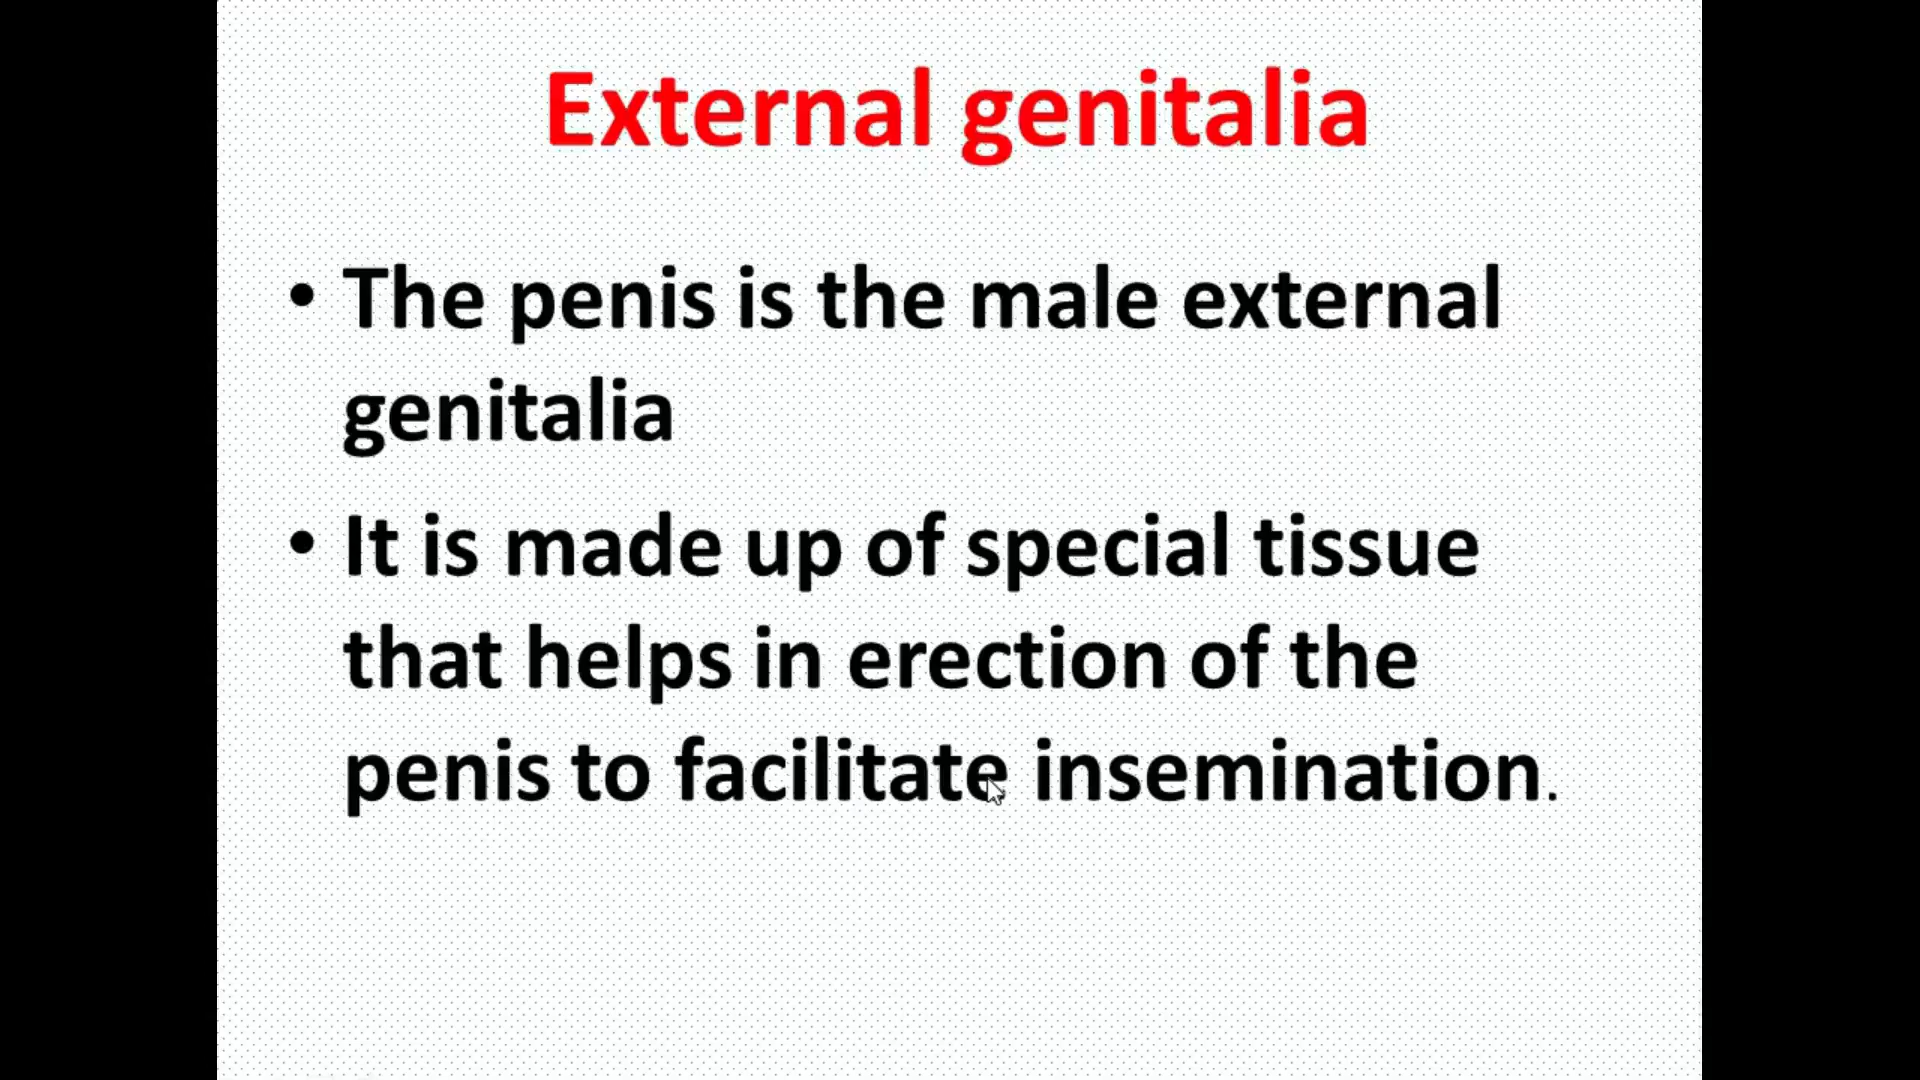 External genitalia
• The penis is the male external
genitalia
• It is made up of special tissue
that helps in erection of the
penis to facilitate insemination.